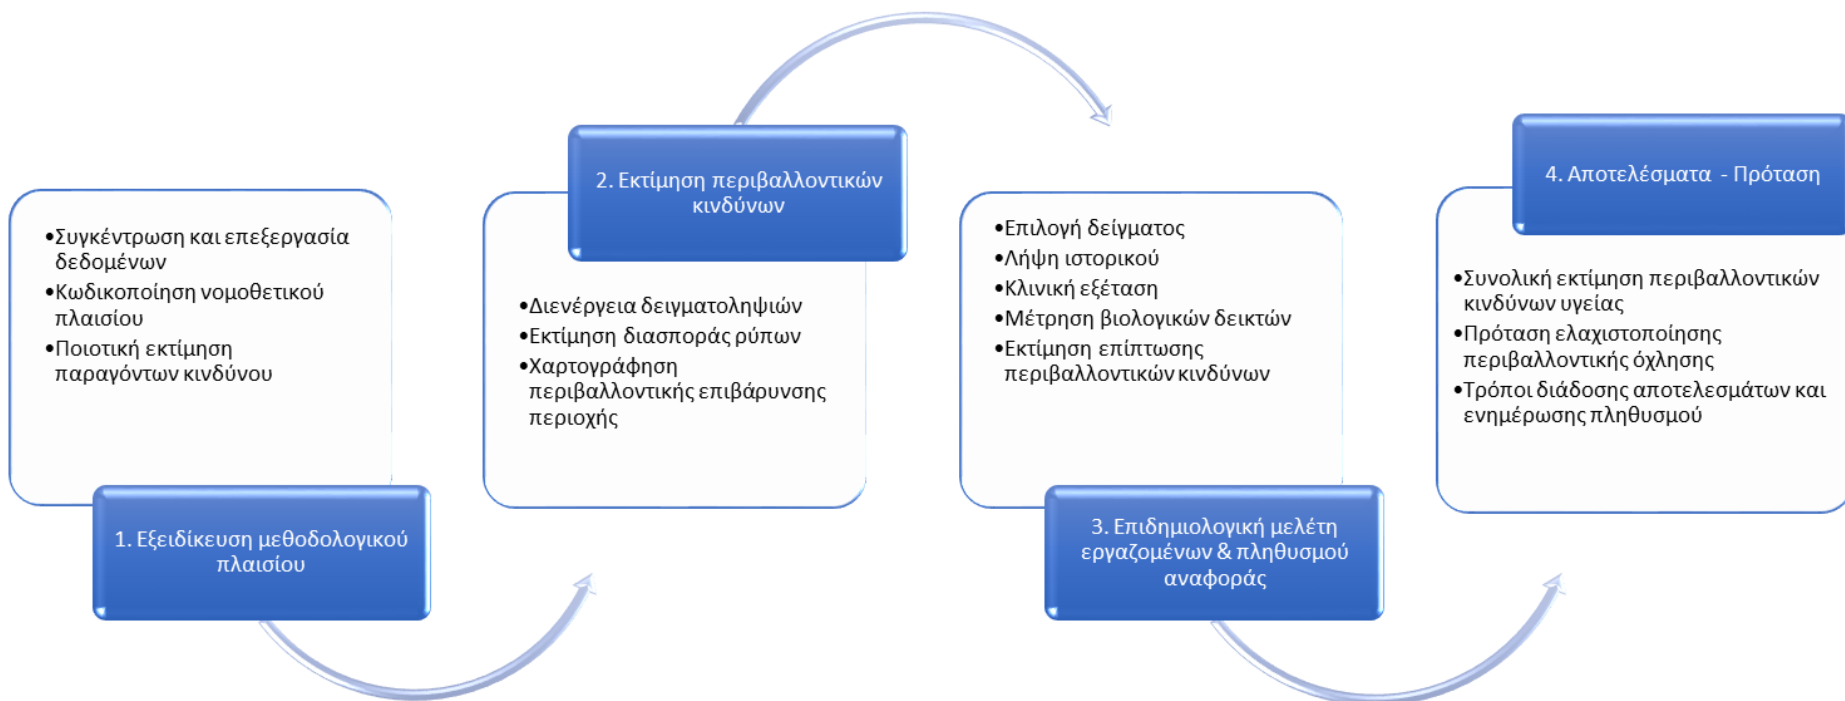 •Συγκέντρωση και επεξεργασία
δεδομένων
•Κωδικοποίηση νομοθετικού
πλαισίου
•Ποιοτική εκτίμηση
παραγόντων κινδύνου
1. Εξειδίκευση μεθοδολογικού
πλαισίου
2. Εκτίμηση περιβαλλοντικών
κινδύνων
•Διενέργεια δειγματοληψιών
•Εκτίμηση διασποράς ρύπων
•Χαρτογράφηση
περιβαλλοντικής επιβάρυνσης
περιοχής
•Επιλογή δείγματος
•Λήψη ιστορικού
•Κλινική εξέταση
•Μέτρηση βιολογικών δεικτών
•Εκτίμηση επίπτωσης
περιβαλλοντικών κινδύνων
3. Επιδημιολογική μελέτη
εργαζομένων & πληθυσμού
αναφοράς
4. Αποτελέσματα - Πρόταση
•Συνολική εκτίμηση περιβαλλοντικών
κινδύνων υγείας
•Πρόταση ελαχιστοποίησης
περιβαλλοντικής όχλησης
•Τρόποι διάδοσης αποτελεσμάτων και
ενημέρωσης πληθυσμού